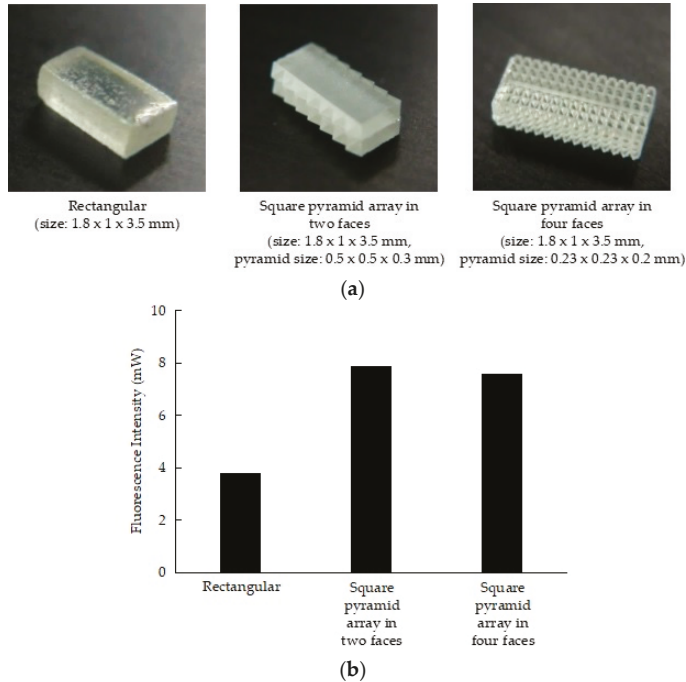 Rectangular
(size: 1.8 x 1 x 3.5 mm)
Square pyramid array in
two faces
(size: 1.8 x 1 x 3.5 mm,
pyramid size: 0.5 x 0.5 x 0.3 mm)
Square pyramid array in
four faces
(size: 1.8 x 1 x 3.5 mm,
pyramid size: 0.23 x 0.23 x 0.2 mm)
(a)
Fluorescence Intensity (mW)
10
8
6
4
2
0
Rectangular
Square
pyramid
array in
two faces
Square
pyramid
array in
four faces
(b)